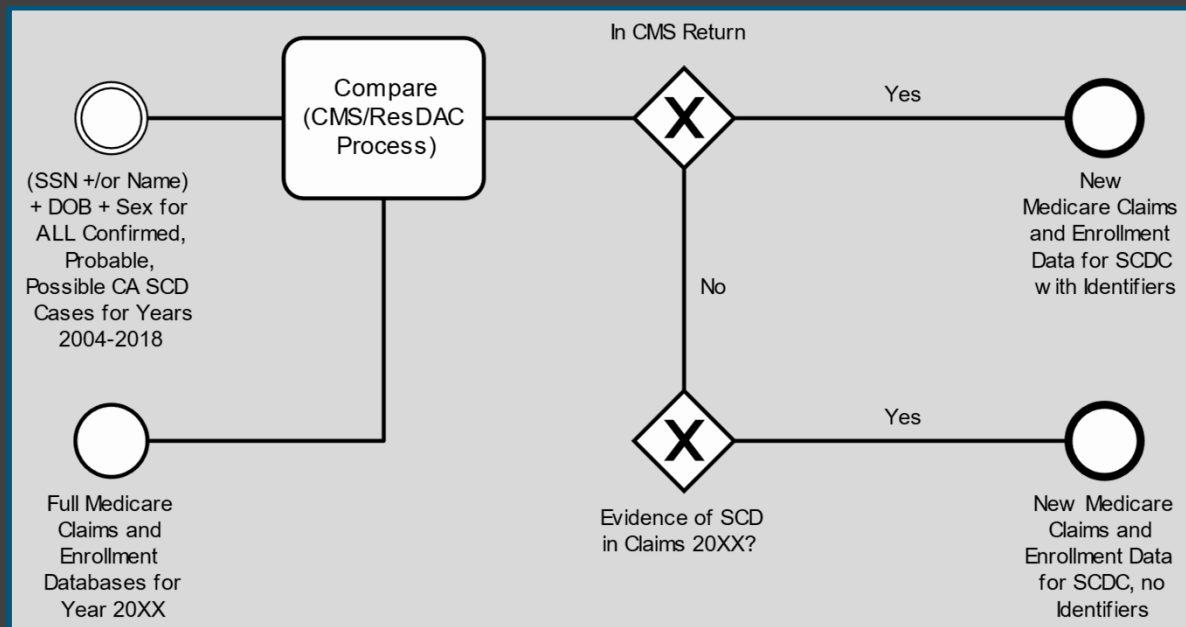 In CMS Return
Compare
(CMS/ResDAC
Process)
X
Yes
(SSN +/or Name)
+ DOB + Sex for
ALL Confirmed,
Probable,
Possible CA SCD
Cases for Years
2004-2018
New
Medicare Claims
and Enrollment
Data for SCDC
with Identifiers
No
X
Yes
Full Medicare
Claims and
Enrollment
Databases for
Year 20XX
Evidence of SCD
in Claims 20XX?
New Medicare
Claims and
Enrollment Data
for SCDC, no
Identifiers